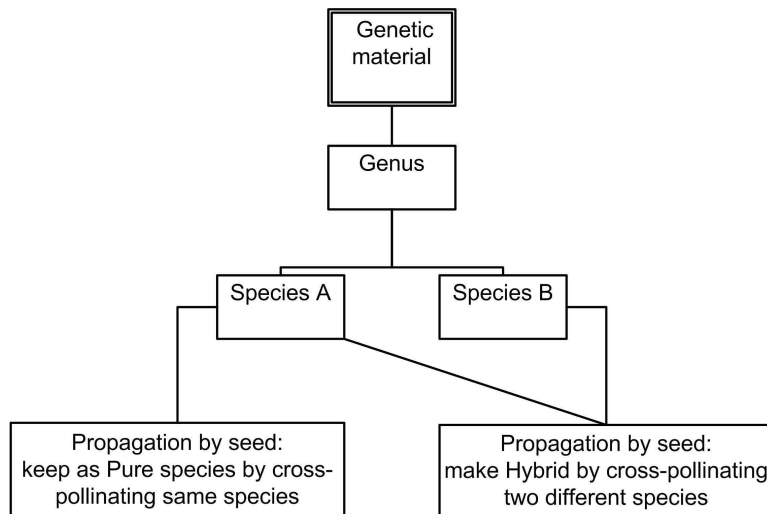 Genetic
material
Genus
Species A
Species B
Propagation by seed:
keep as Pure species by cross-
pollinating same species
Propagation by seed:
make Hybrid by cross-pollinating
two different species